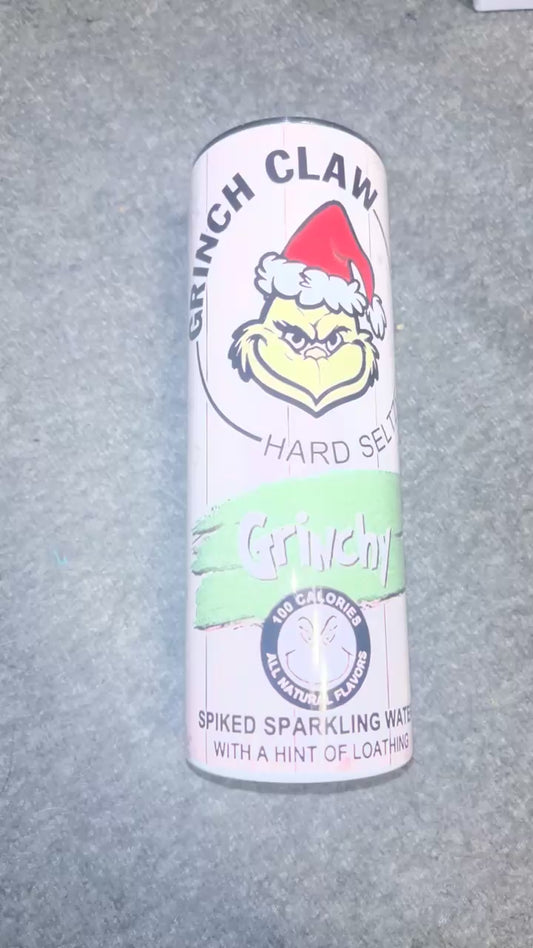 GRINCH CLAW
HARD SELT
Grinchy
100 CALORIES
ALL NATURAL FLAVORS
SPIKED SPARKLING WATE
WITH A HINT OF LOATHING